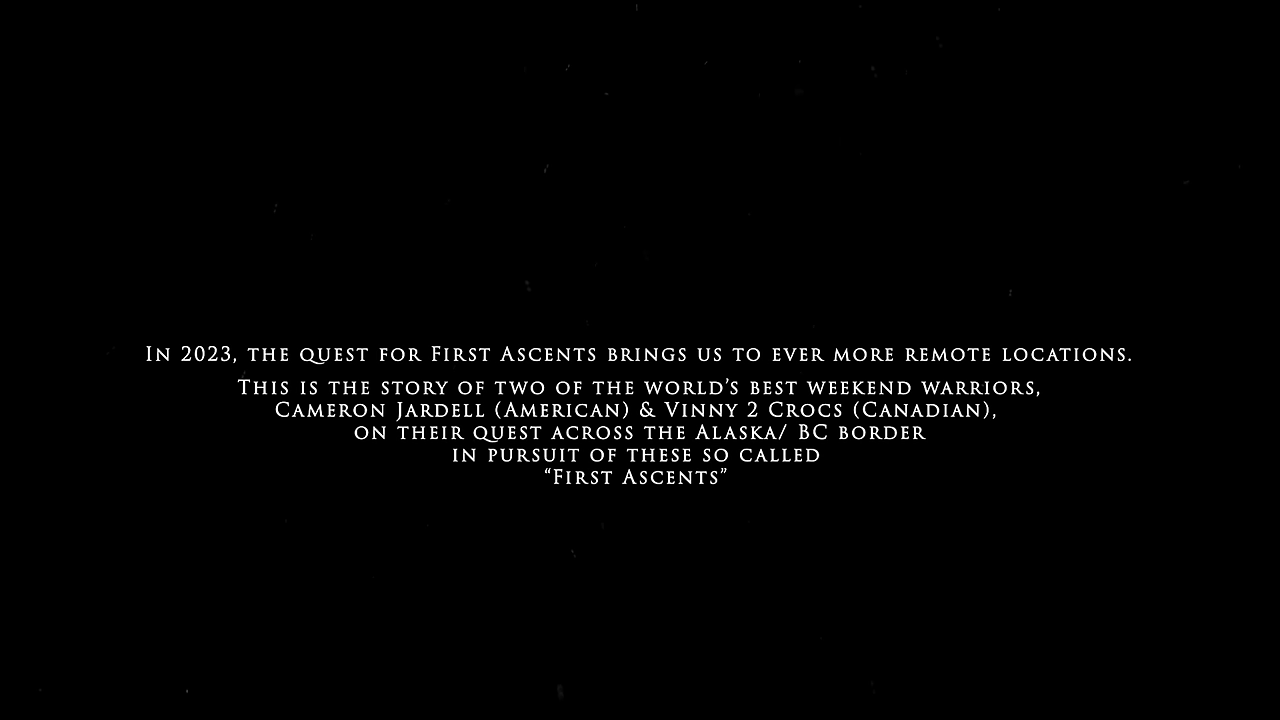 In 2023, the quest for First Ascents brings us to ever more remote locations.
This is the story of two of the world’s best weekend warriors,
Cameron Jardell (American) & Vinny 2 Crocs (Canadian),
on their quest across the Alaska/ BC border
in pursuit of these so called
“First Ascents”